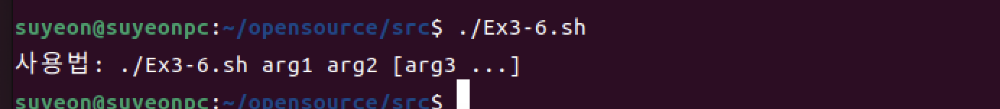 suyeon@suyeonpc:~/opensource/src$ ./Ex3-6.sh
사용법: ./Ex3-6.sh arg1 arg2 [arg3 ...]
suyeon@suyeonpc:~/opensource/src$